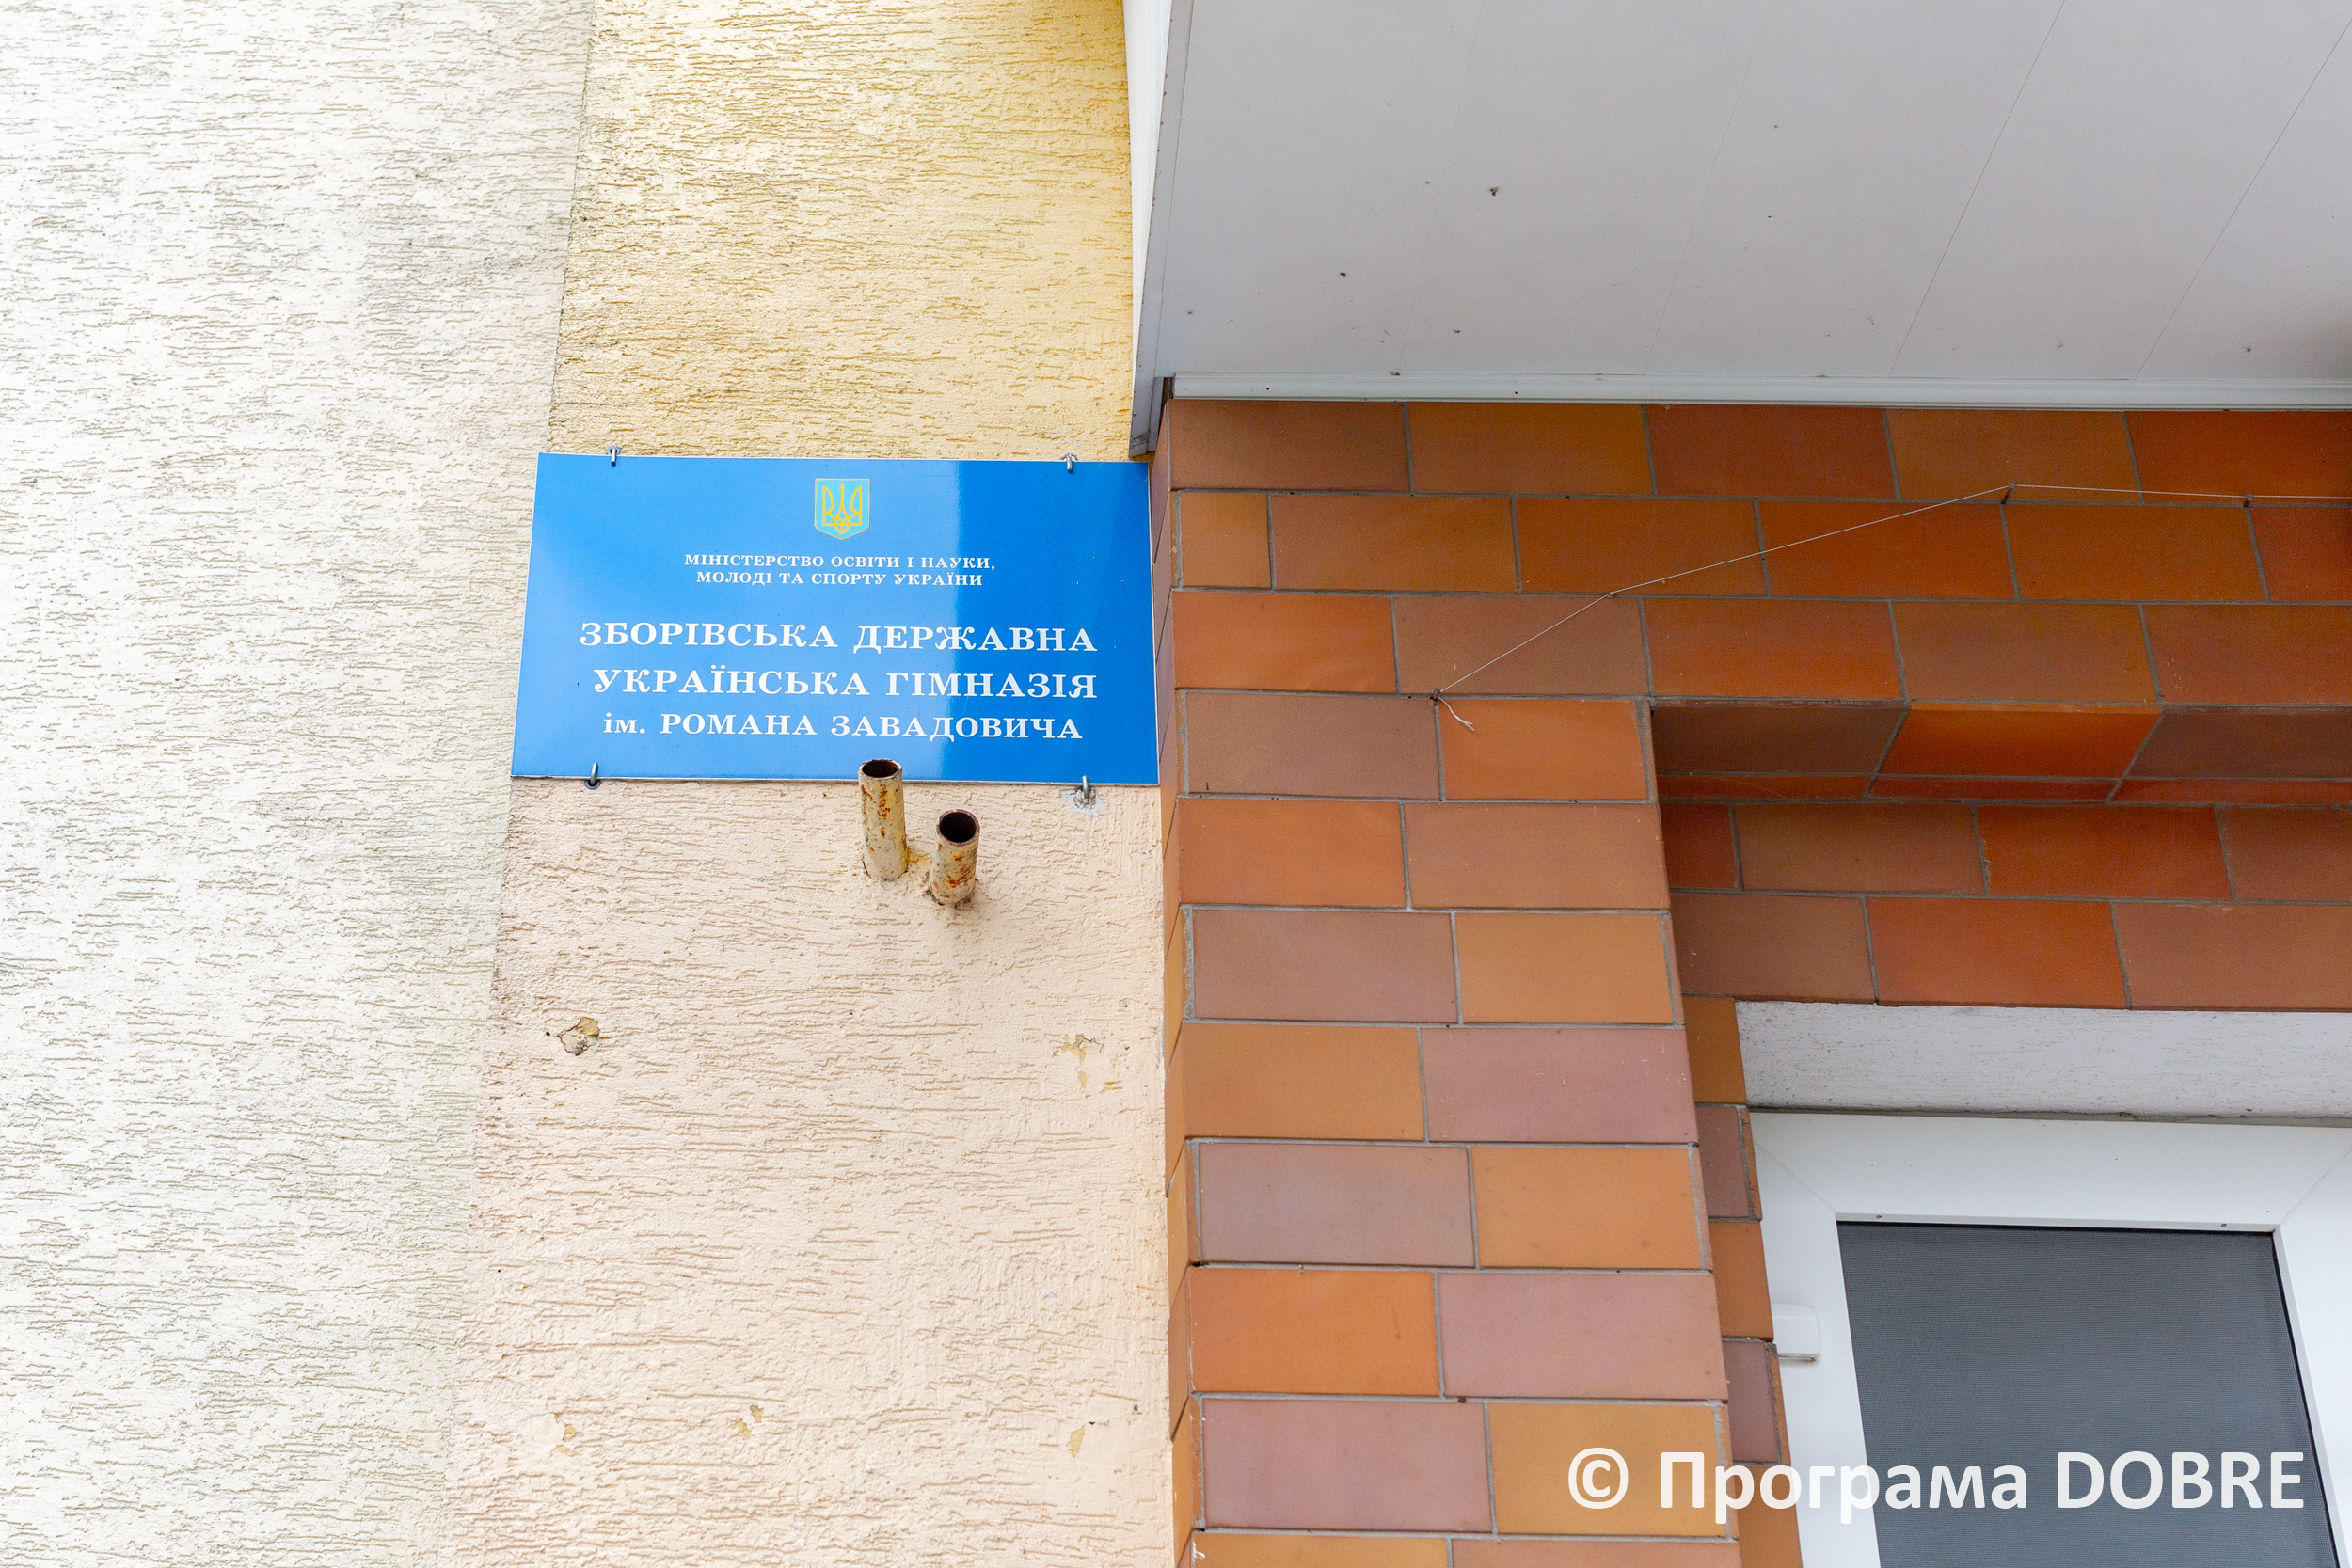 МІНІСТЕРСТВО ОСВІТИ І НАУКИ,
МОЛОДІ ТА СПОРТУ УКРАЇНИ
ЗБОРІВСЬКА ДЕРЖАВНА
УКРАЇНСЬКА ГІМНАЗІЯ
ім. РОМАНА ЗАВАДОВИЧА
© Програма DOBRE